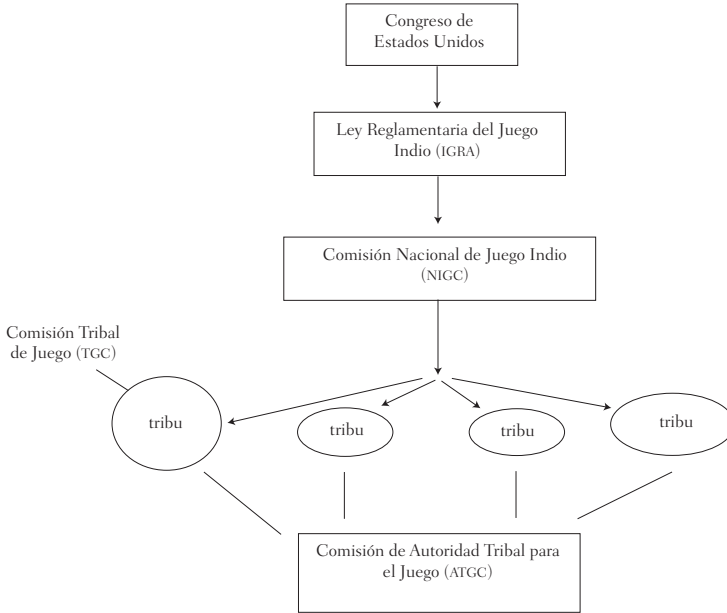 Congreso de
Estados Unidos
Ley Reglamentaria del Juego
Indio (IGRA)
Comisión Nacional de Juego Indio
(NIGC)
Comisión Tribal
de Juego (TGC)
tribu
tribu
tribu
tribu
Comisión de Autoridad Tribal para
el Juego (ATGC)